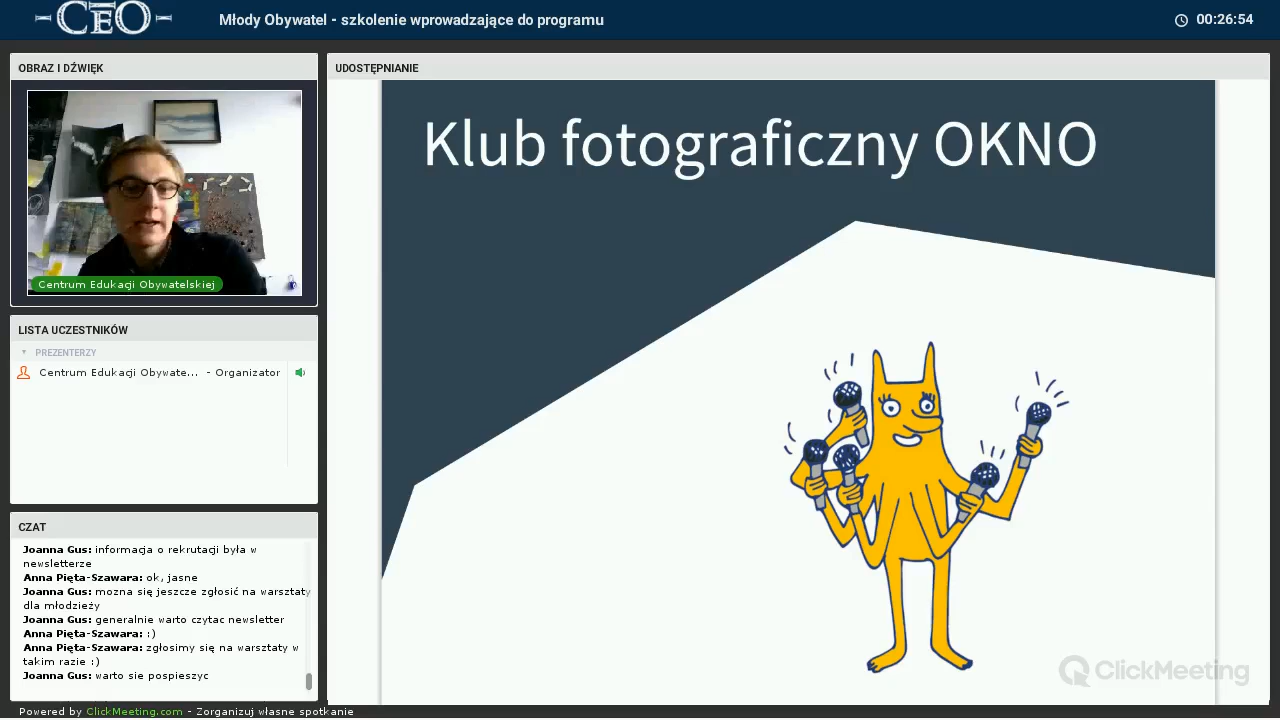 CEO
Młody Obywatel - szkolenie wprowadzające do programu
00:26:54
OBRAZ I DŹWIĘK
Centrum Edukacji Obywatelskiej
LISTA UCZESTNIKÓW
PREZENTERZY
Centrum Edukacji Obywate... - Organizator
CZAT
Joanna Gus: informacja o rekrutacji była w
newsletterze
Anna Pięta-Szawara: ok, jasne
Joanna Gus: mozna się jeszcze zgłosić na warsztaty
dla młodzieży
Joanna Gus: generalnie warto czytac newsletter
Anna Pięta-Szawara: :)
Anna Pięta-Szawara: zgłosimy się na warsztaty w
takim razie :)
Joanna Gus: warto sie pospieszyc
UDOSTĘPNIANIE
Klub fotograficzny OKNO
ClickMeeting
Powered by ClickMeeting.com - Zorganizuj własne spotkanie